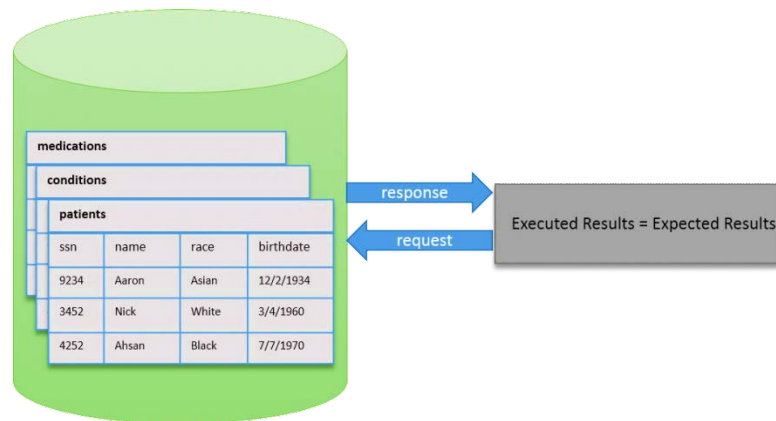 medications
conditions
patients
ssn name race birthdate
9234 Aaron Asian 12/2/1934
3452 Nick White 3/4/1960
4252 Ahsan Black 7/7/1970
response
request
Executed Results = Expected Results